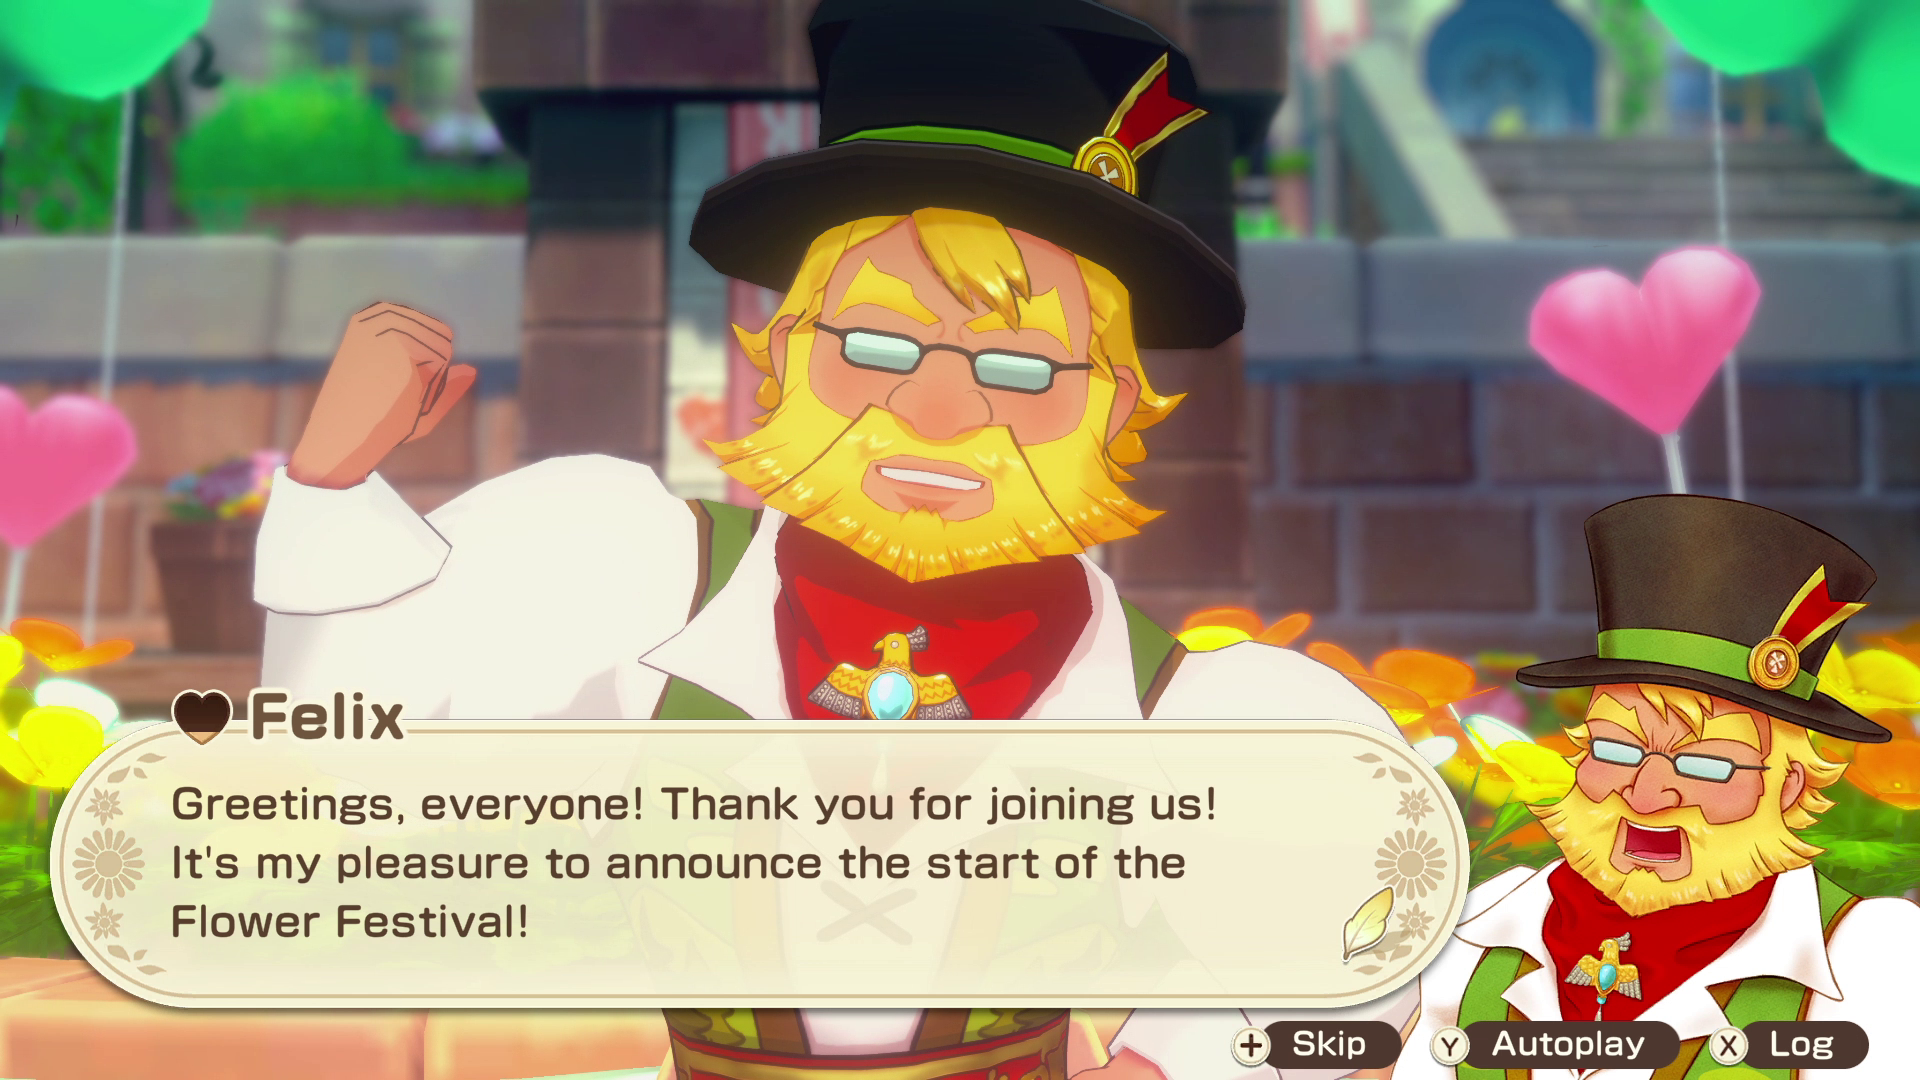 Felix
Greetings, everyone! Thank you for joining us!
It's my pleasure to announce the start of the
Flower Festival!
+ Skip
Y Autoplay
X Log